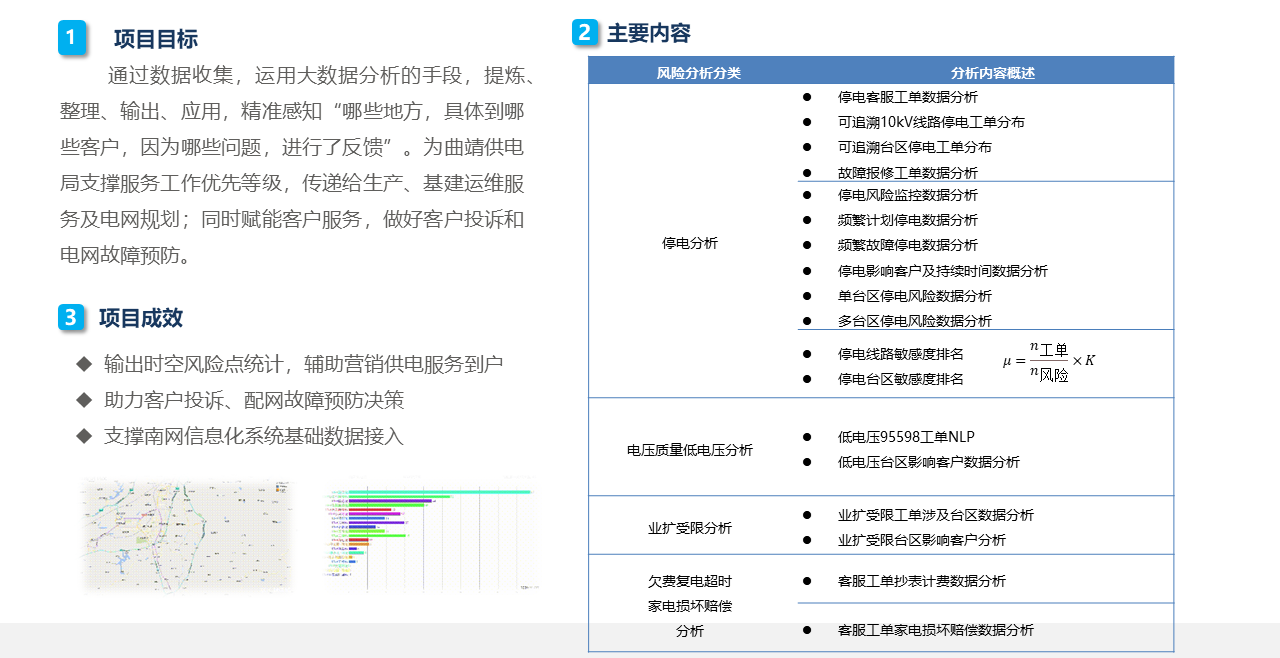 1 项目目标
通过数据收集，运用大数据分析的手段，提炼、
整理、输出、应用，精准感知“哪些地方，具体到哪
些客户，因为哪些问题，进行了反馈”。为曲靖供电
局支撑服务工作优先等级，传递给生产、基建运维服
务及电网规划；同时赋能客户服务，做好客户投诉和
电网故障预防。
3 项目成效
◆ 输出时空风险点统计，辅助营销供电服务到户
◆ 助力客户投诉、配网故障预防决策
◆ 支撑南网信息化系统基础数据接入
2 主要内容
风险分析分类 分析内容概述
停电分析
● 停电客服工单数据分析
● 可追溯10kV线路停电工单分布
● 可追溯台区停电工单分布
● 故障报修工单数据分析
● 停电风险监控数据分析
● 频繁计划停电数据分析
● 频繁故障停电数据分析
● 停电影响客户及持续时间数据分析
● 单台区停电风险数据分析
● 多台区停电风险数据分析
● 停电线路敏感度排名
● 停电台区敏感度排名
μ = n工单 / n风险 × K
电压质量低电压分析
● 低电压95598工单NLP
● 低电压台区影响客户数据分析
业扩受限分析
● 业扩受限工单涉及台区数据分析
● 业扩受限台区影响客户分析
欠费复电超时
家电损坏赔偿
分析
● 客服工单抄表计费数据分析
● 客服工单家电损坏赔偿数据分析